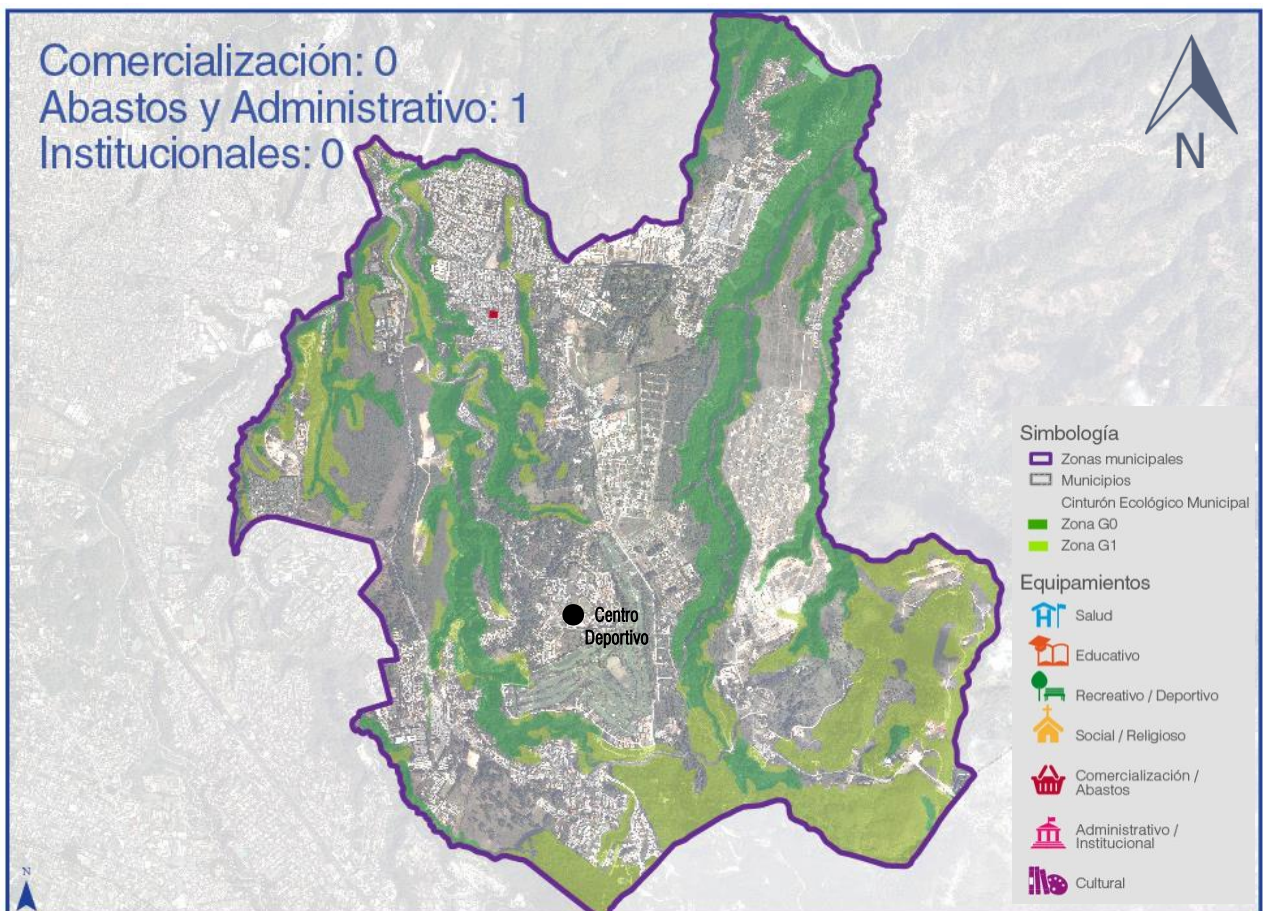 Comercialización: 0
Abastos y Administrativo: 1
Institucionales: 0
N
Centro
Deportivo
Simbología
Zonas municipales
Municipios
Cinturón Ecológico Municipal
Zona G0
Zona G1
Equipamientos
Salud
Educativo
Recreativo / Deportivo
Social / Religioso
Comercialización /
Abastos
Administrativo /
Institucional
Cultural
N